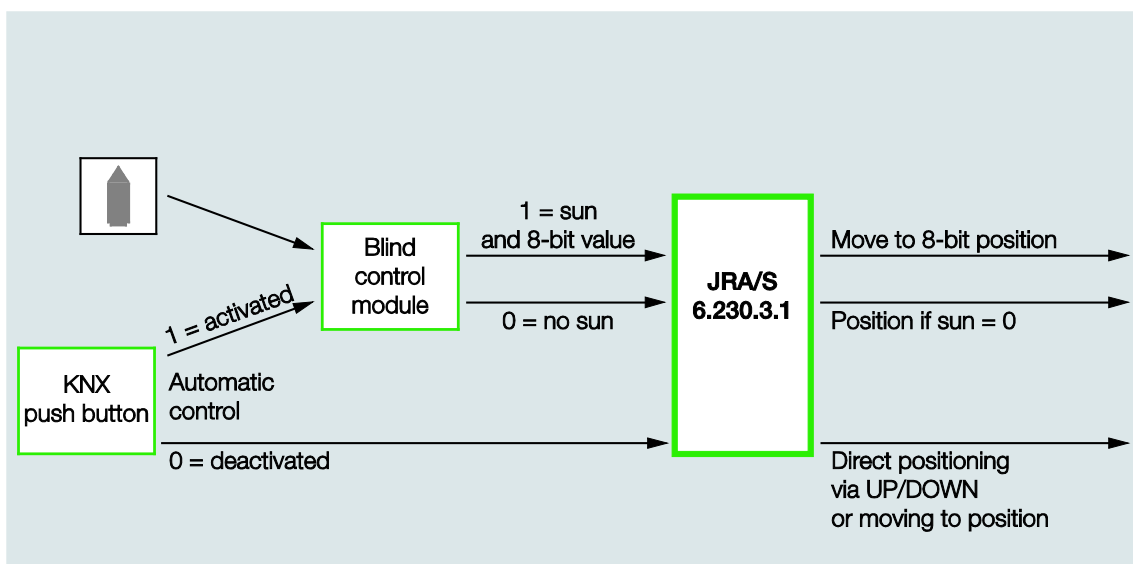 1 = sun
and 8-bit value
Move to 8-bit position
Blind
control
module
JRA/S
6.230.3.1
1 = activated
0 = no sun
Position if sun = 0
KNX
push button
Automatic
control
0 = deactivated
Direct positioning
via UP/DOWN
or moving to position